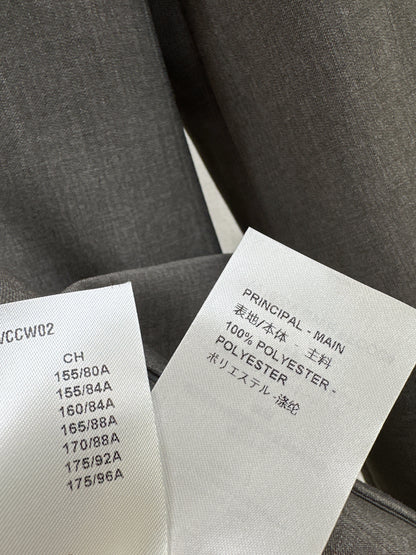 VCCW02
CH
155/80A
155/84A
160/84A
165/88A
170/88A
175/92A
175/96A
PRINCIPAL - MAIN
表地/本体 - 主料
100% POLYESTER -
POLYESTER
ポリエステル -涤纶